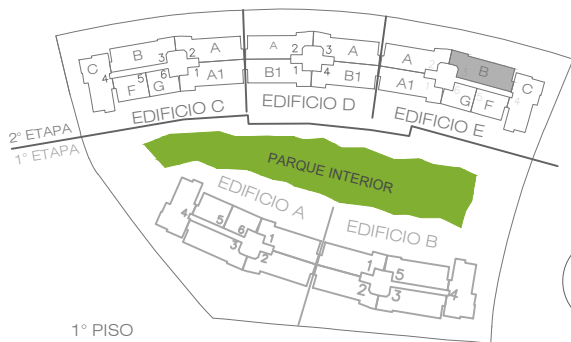 B A A A A B
C 2 2 3 C
4 3 3
5 6 1 A1 B1 1 4 B1 A1
F G G F
EDIFICIO C EDIFICIO D EDIFICIO E
2° ETAPA
1° ETAPA
PARQUE INTERIOR
EDIFICIO A
EDIFICIO B
4 5 6 1 1 5
3 2 2 3 4
1° PISO